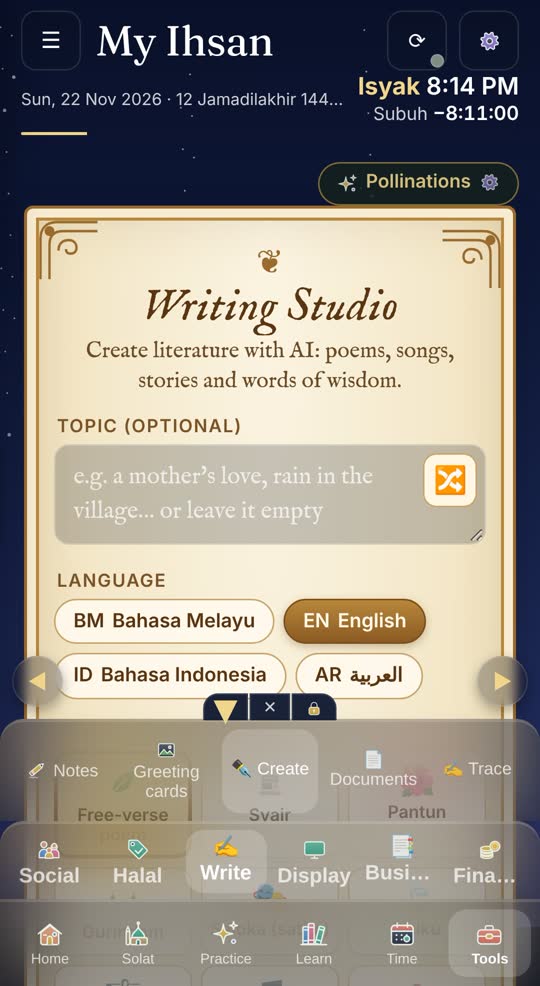 My Ihsan
Sun, 22 Nov 2026 · 12 Jamadilakhir 144...
Isyak 8:14 PM
Subuh −8:11:00
Pollinations
Writing Studio
Create literature with AI: poems, songs,
stories and words of wisdom.
TOPIC (OPTIONAL)
e.g. a mother's love, rain in the
village... or leave it empty
LANGUAGE
BM Bahasa Melayu
EN English
ID Bahasa Indonesia
AR العربية
Notes
Greeting
cards
Create
Documents
Trace
Free-verse
poem
Syair
Pantun
Social
Halal
Write
Display
Busi...
Fina...
Home
Solat
Practice
Learn
Time
Tools